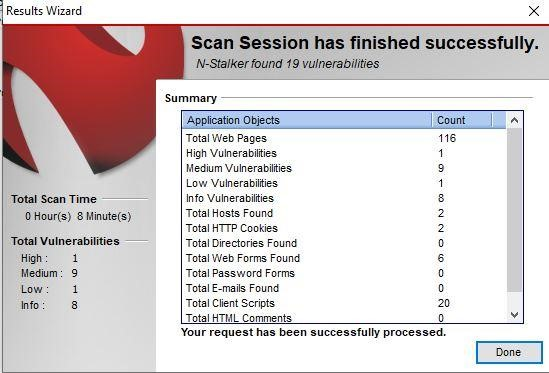 Results Wizard
Scan Session has finished successfully.
N-Stalker found 19 vulnerabilities
Summary
Application Objects Count
Total Web Pages 116
High Vulnerabilities 1
Medium Vulnerabilities 9
Low Vulnerabilities 1
Info Vulnerabilities 8
Total Hosts Found 2
Total HTTP Cookies 2
Total Directories Found 0
Total Web Forms Found 6
Total Password Forms 0
Total E-mails Found 0
Total Client Scripts 20
Total HTML Comments 0
Total Scan Time
0 Hour(s) 8 Minute(s)
Total Vulnerabilities
High : 1
Medium : 9
Low : 1
Info : 8
Your request has been successfully processed.
Done